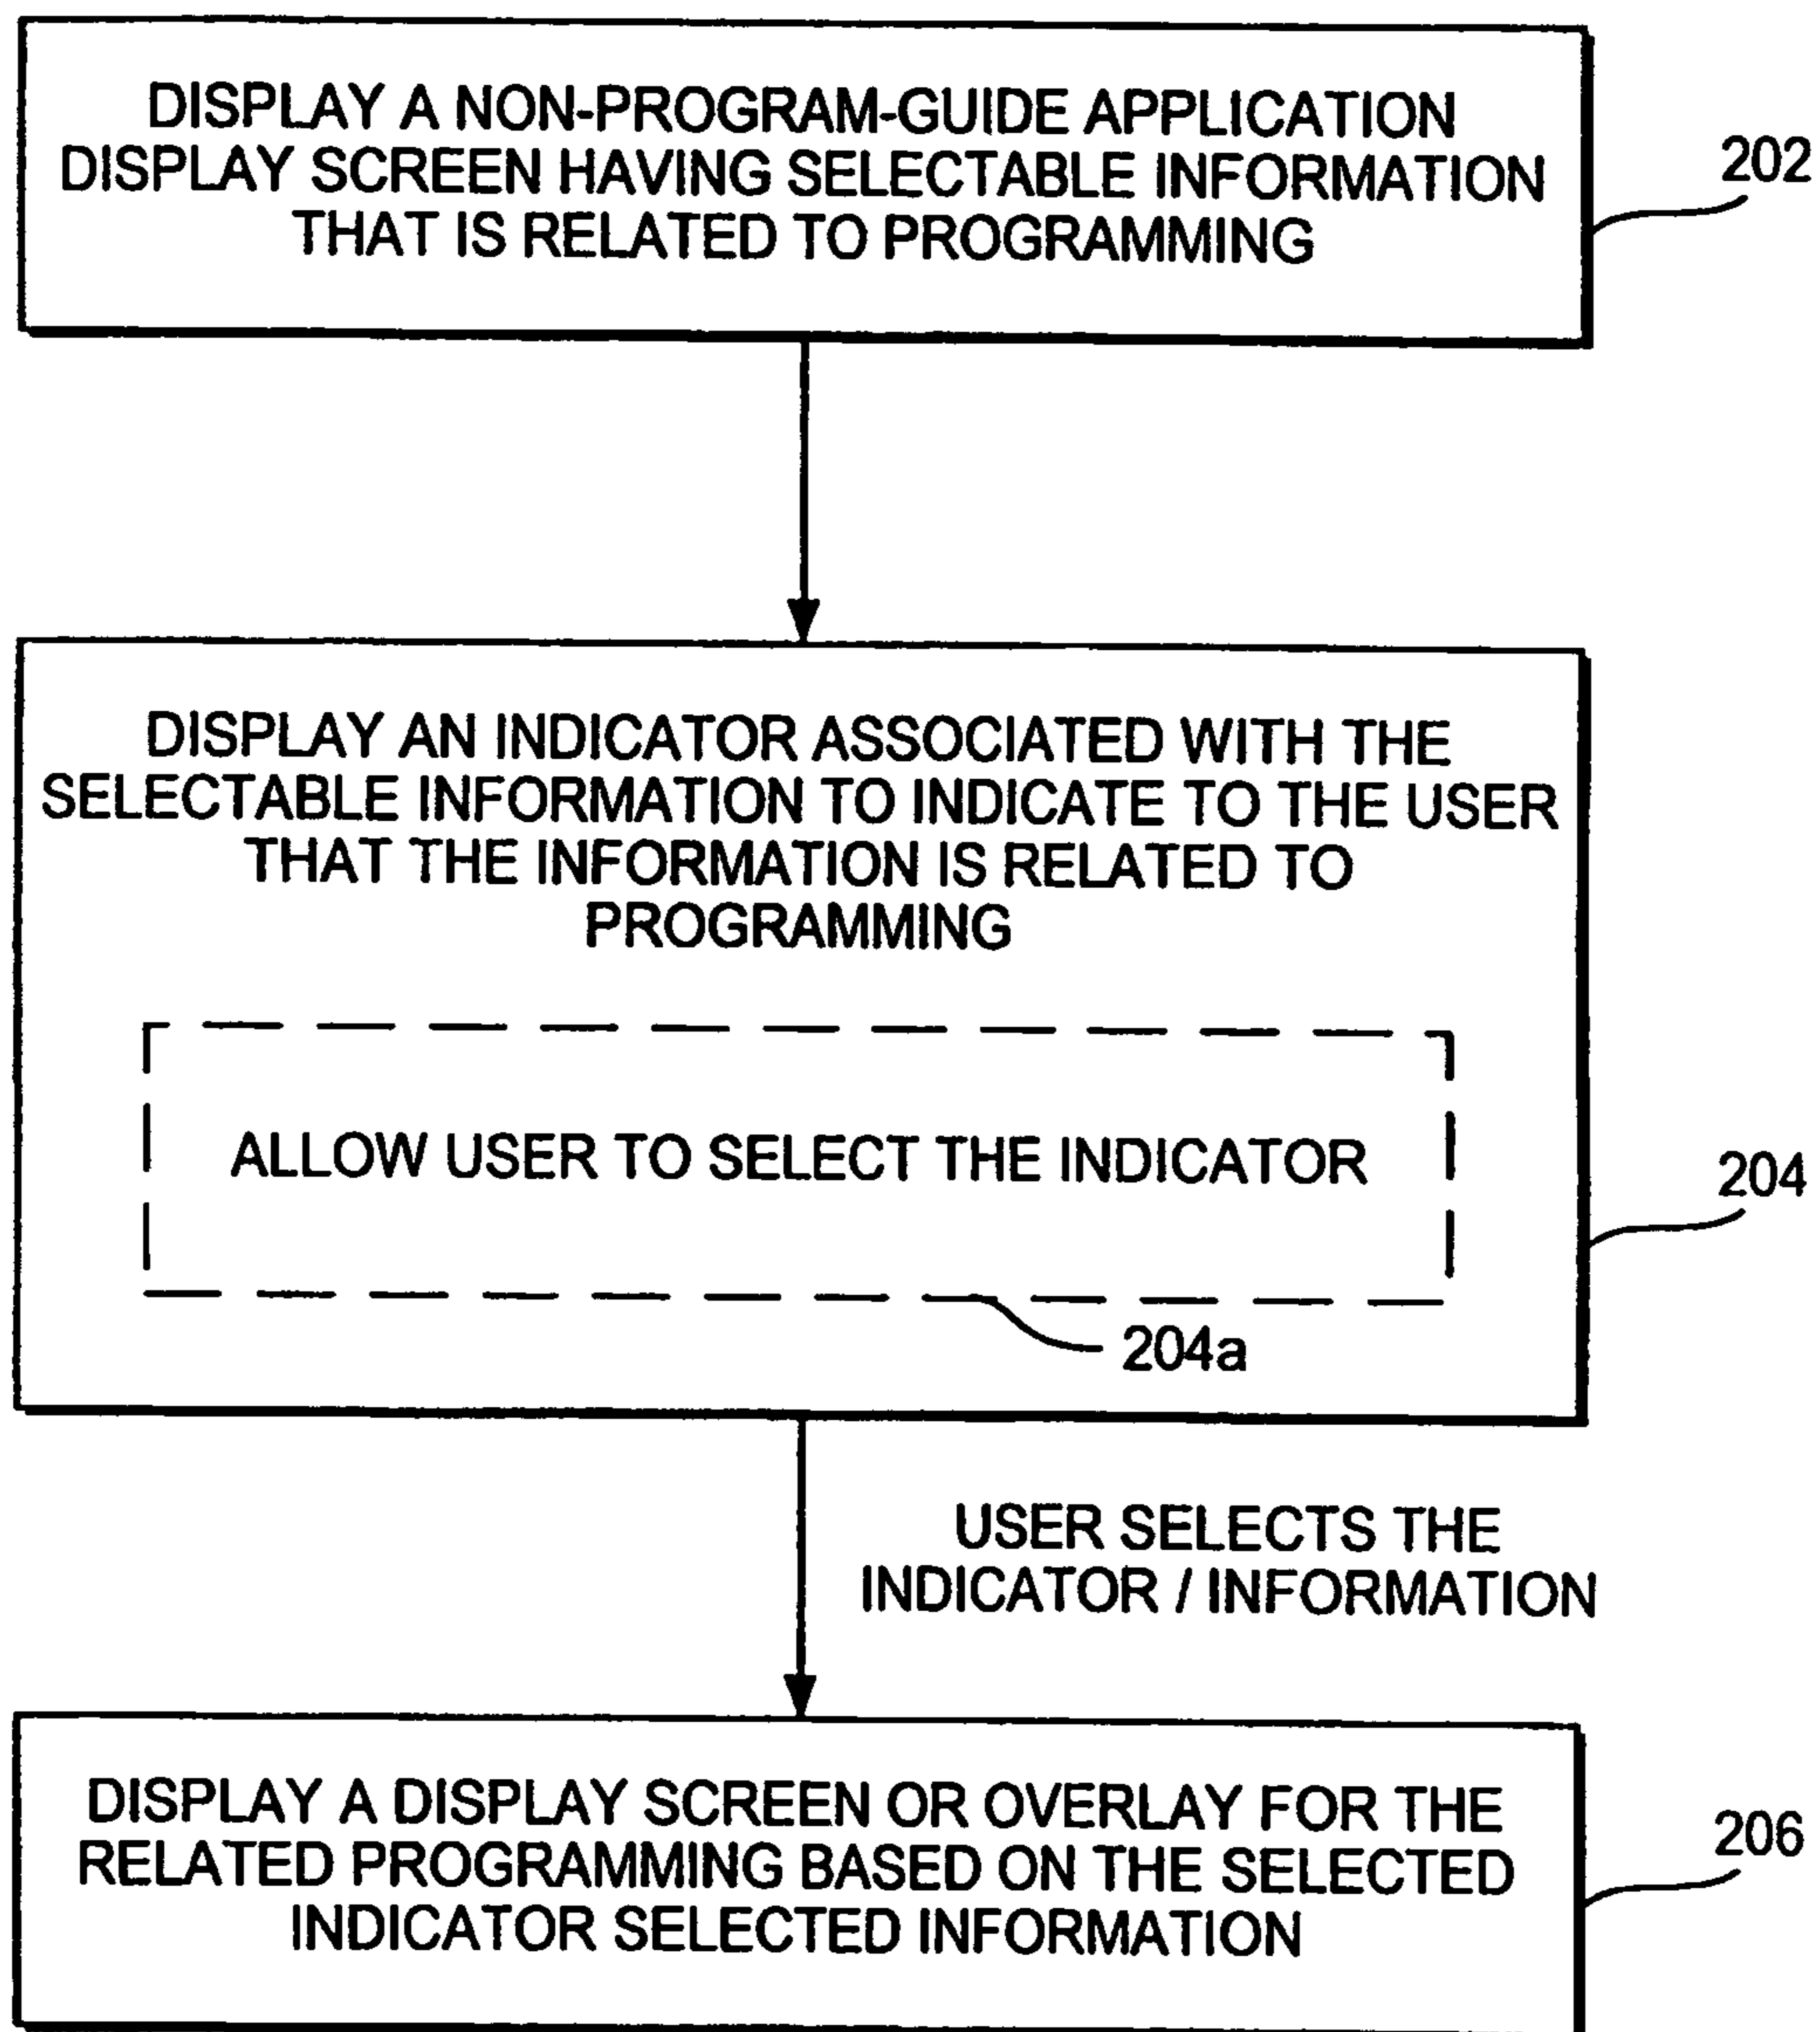 DISPLAY A NON-PROGRAM-GUIDE APPLICATION
DISPLAY SCREEN HAVING SELECTABLE INFORMATION
THAT IS RELATED TO PROGRAMMING
202
DISPLAY AN INDICATOR ASSOCIATED WITH THE
SELECTABLE INFORMATION TO INDICATE TO THE USER
THAT THE INFORMATION IS RELATED TO
PROGRAMMING
ALLOW USER TO SELECT THE INDICATOR
204
204a
USER SELECTS THE
INDICATOR / INFORMATION
DISPLAY A DISPLAY SCREEN OR OVERLAY FOR THE
RELATED PROGRAMMING BASED ON THE SELECTED
INDICATOR SELECTED INFORMATION
206